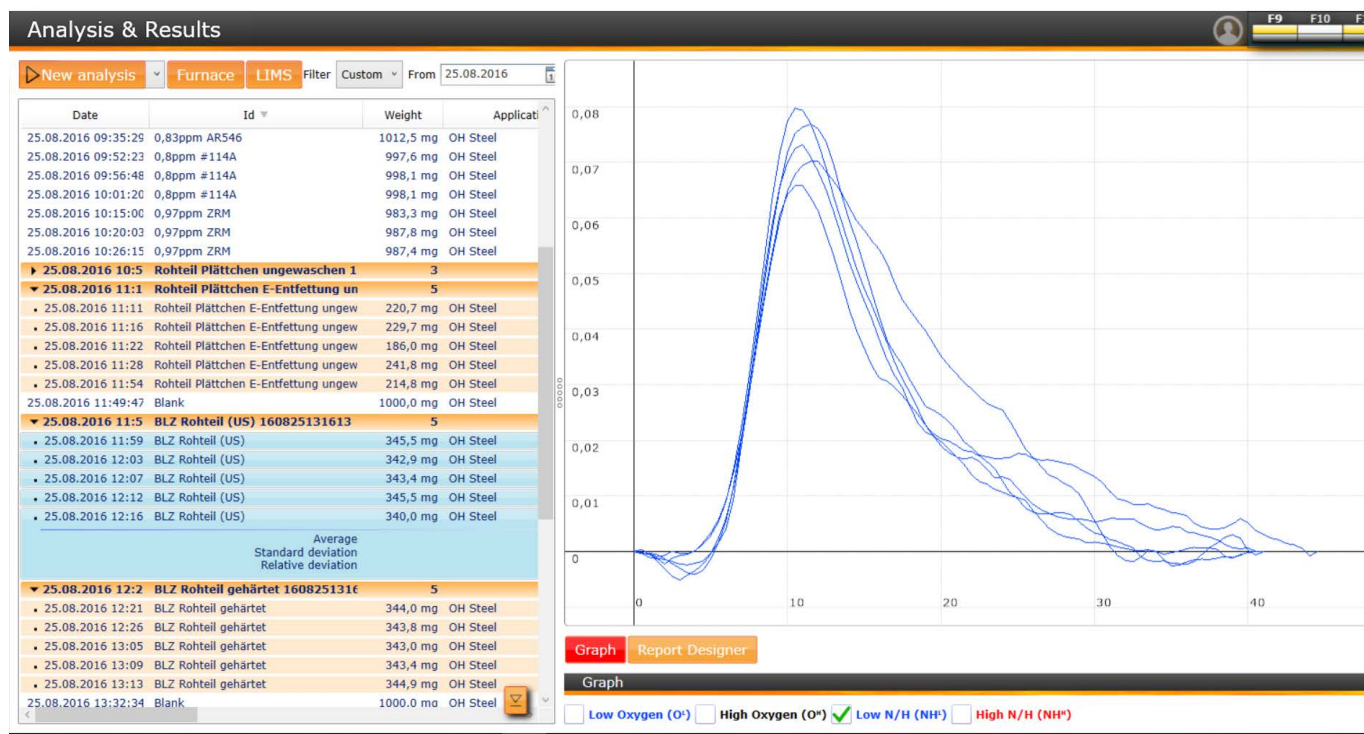 Analysis & Results
F9 F10
New analysis Furnace LIMS Filter Custom From 25.08.2016
Date Id Weight Applicati
25.08.2016 09:35:29 0,83ppm AR546 1012,5 mg OH Steel
25.08.2016 09:52:23 0,8ppm #114A 997,6 mg OH Steel
25.08.2016 09:56:48 0,8ppm #114A 998,1 mg OH Steel
25.08.2016 10:01:20 0,8ppm #114A 998,1 mg OH Steel
25.08.2016 10:15:00 0,97ppm ZRM 983,3 mg OH Steel
25.08.2016 10:20:03 0,97ppm ZRM 987,8 mg OH Steel
25.08.2016 10:26:15 0,97ppm ZRM 987,4 mg OH Steel
25.08.2016 10:5 Rohteil Plättchen ungewaschen 1 3
25.08.2016 11:1 Rohteil Plättchen E-Entfettung un 5
25.08.2016 11:11 Rohteil Plättchen E-Entfettung ungew 220,7 mg OH Steel
25.08.2016 11:16 Rohteil Plättchen E-Entfettung ungew 229,7 mg OH Steel
25.08.2016 11:22 Rohteil Plättchen E-Entfettung ungew 186,0 mg OH Steel
25.08.2016 11:28 Rohteil Plättchen E-Entfettung ungew 241,8 mg OH Steel
25.08.2016 11:54 Rohteil Plättchen E-Entfettung ungew 214,8 mg OH Steel
25.08.2016 11:49:47 Blank 1000,0 mg OH Steel
25.08.2016 11:5 BLZ Rohteil (US) 160825131613 5
25.08.2016 11:59 BLZ Rohteil (US) 345,5 mg OH Steel
25.08.2016 12:03 BLZ Rohteil (US) 342,9 mg OH Steel
25.08.2016 12:07 BLZ Rohteil (US) 343,4 mg OH Steel
25.08.2016 12:12 BLZ Rohteil (US) 345,5 mg OH Steel
25.08.2016 12:16 BLZ Rohteil (US) 340,0 mg OH Steel
Average
Standard deviation
Relative deviation
25.08.2016 12:2 BLZ Rohteil gehärtet 1608251316 5
25.08.2016 12:21 BLZ Rohteil gehärtet 344,0 mg OH Steel
25.08.2016 12:26 BLZ Rohteil gehärtet 343,8 mg OH Steel
25.08.2016 13:05 BLZ Rohteil gehärtet 343,0 mg OH Steel
25.08.2016 13:09 BLZ Rohteil gehärtet 343,4 mg OH Steel
25.08.2016 13:13 BLZ Rohteil gehärtet 344,9 mg OH Steel
25.08.2016 13:32:34 Blank 1000.0 mg OH Steel
0,08
0,07
0,06
0,05
0,04
0,03
0,02
0,01
0
0 10 20 30 40
Graph Report Designer
Graph
Low Oxygen (Oᴸ) High Oxygen (Oᴴ) Low N/H (NHᴸ) High N/H (NHᴴ)